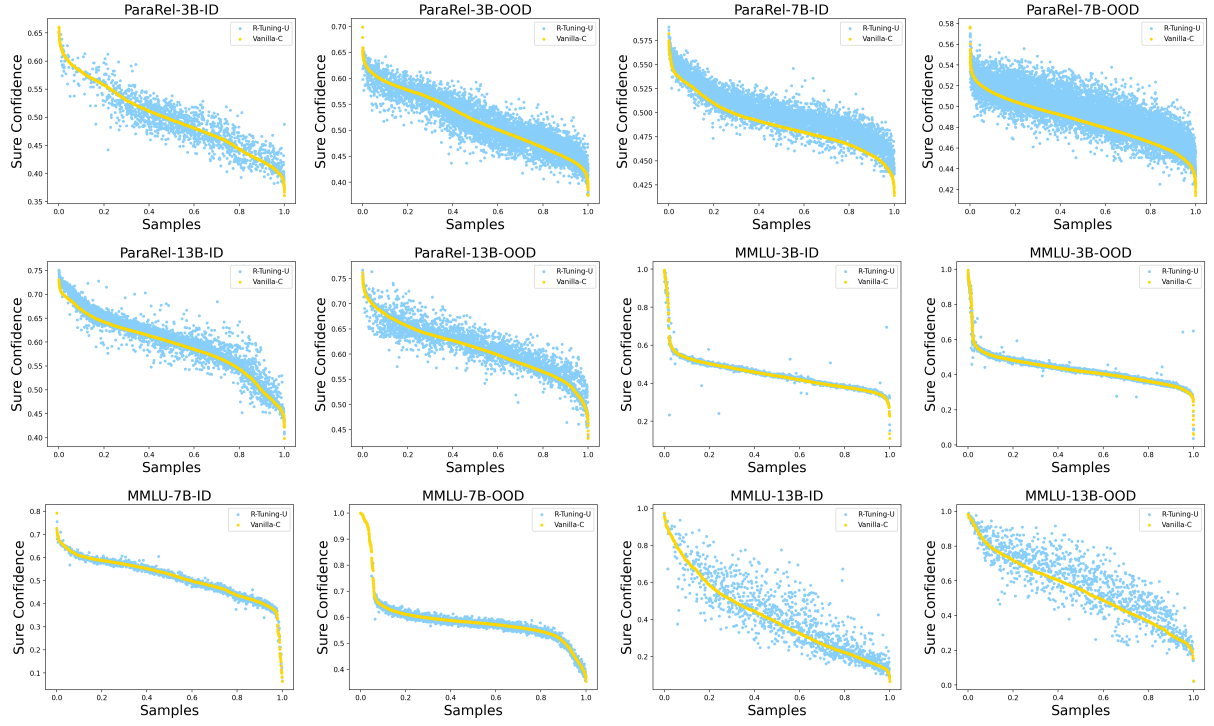 ParaRel-3B-ID
Sure Confidence
0.65
0.60
0.55
0.50
0.45
0.40
0.35
R-Tuning-U
Vanilla-C
0.0 0.2 0.4 0.6 0.8 1.0
Samples
ParaRel-3B-OOD
Sure Confidence
0.70
0.65
0.60
0.55
0.50
0.45
0.40
R-Tuning-U
Vanilla-C
0.0 0.2 0.4 0.6 0.8 1.0
Samples
ParaRel-7B-ID
Sure Confidence
0.575
0.550
0.525
0.500
0.475
0.450
0.425
R-Tuning-U
Vanilla-C
0.0 0.2 0.4 0.6 0.8 1.0
Samples
ParaRel-7B-OOD
Sure Confidence
0.58
0.56
0.54
0.52
0.50
0.48
0.46
0.44
0.42
R-Tuning-U
Vanilla-C
0.0 0.2 0.4 0.6 0.8 1.0
Samples
ParaRel-13B-ID
Sure Confidence
0.75
0.70
0.65
0.60
0.55
0.50
0.45
0.40
R-Tuning-U
Vanilla-C
0.0 0.2 0.4 0.6 0.8 1.0
Samples
ParaRel-13B-OOD
Sure Confidence
0.75
0.70
0.65
0.60
0.55
0.50
0.45
R-Tuning-U
Vanilla-C
0.0 0.2 0.4 0.6 0.8 1.0
Samples
MMLU-3B-ID
Sure Confidence
1.0
0.8
0.6
0.4
0.2
R-Tuning-U
Vanilla-C
0.0 0.2 0.4 0.6 0.8 1.0
Samples
MMLU-3B-OOD
Sure Confidence
1.0
0.8
0.6
0.4
0.2
0.0
R-Tuning-U
Vanilla-C
0.0 0.2 0.4 0.6 0.8 1.0
Samples
MMLU-7B-ID
Sure Confidence
0.8
0.7
0.6
0.5
0.4
0.3
0.2
0.1
R-Tuning-U
Vanilla-C
0.0 0.2 0.4 0.6 0.8 1.0
Samples
MMLU-7B-OOD
Sure Confidence
1.0
0.9
0.8
0.7
0.6
0.5
0.4
R-Tuning-U
Vanilla-C
0.0 0.2 0.4 0.6 0.8 1.0
Samples
MMLU-13B-ID
Sure Confidence
1.0
0.8
0.6
0.4
0.2
R-Tuning-U
Vanilla-C
0.0 0.2 0.4 0.6 0.8 1.0
Samples
MMLU-13B-OOD
Sure Confidence
1.0
0.8
0.6
0.4
0.2
0.0
R-Tuning-U
Vanilla-C
0.0 0.2 0.4 0.6 0.8 1.0
Samples